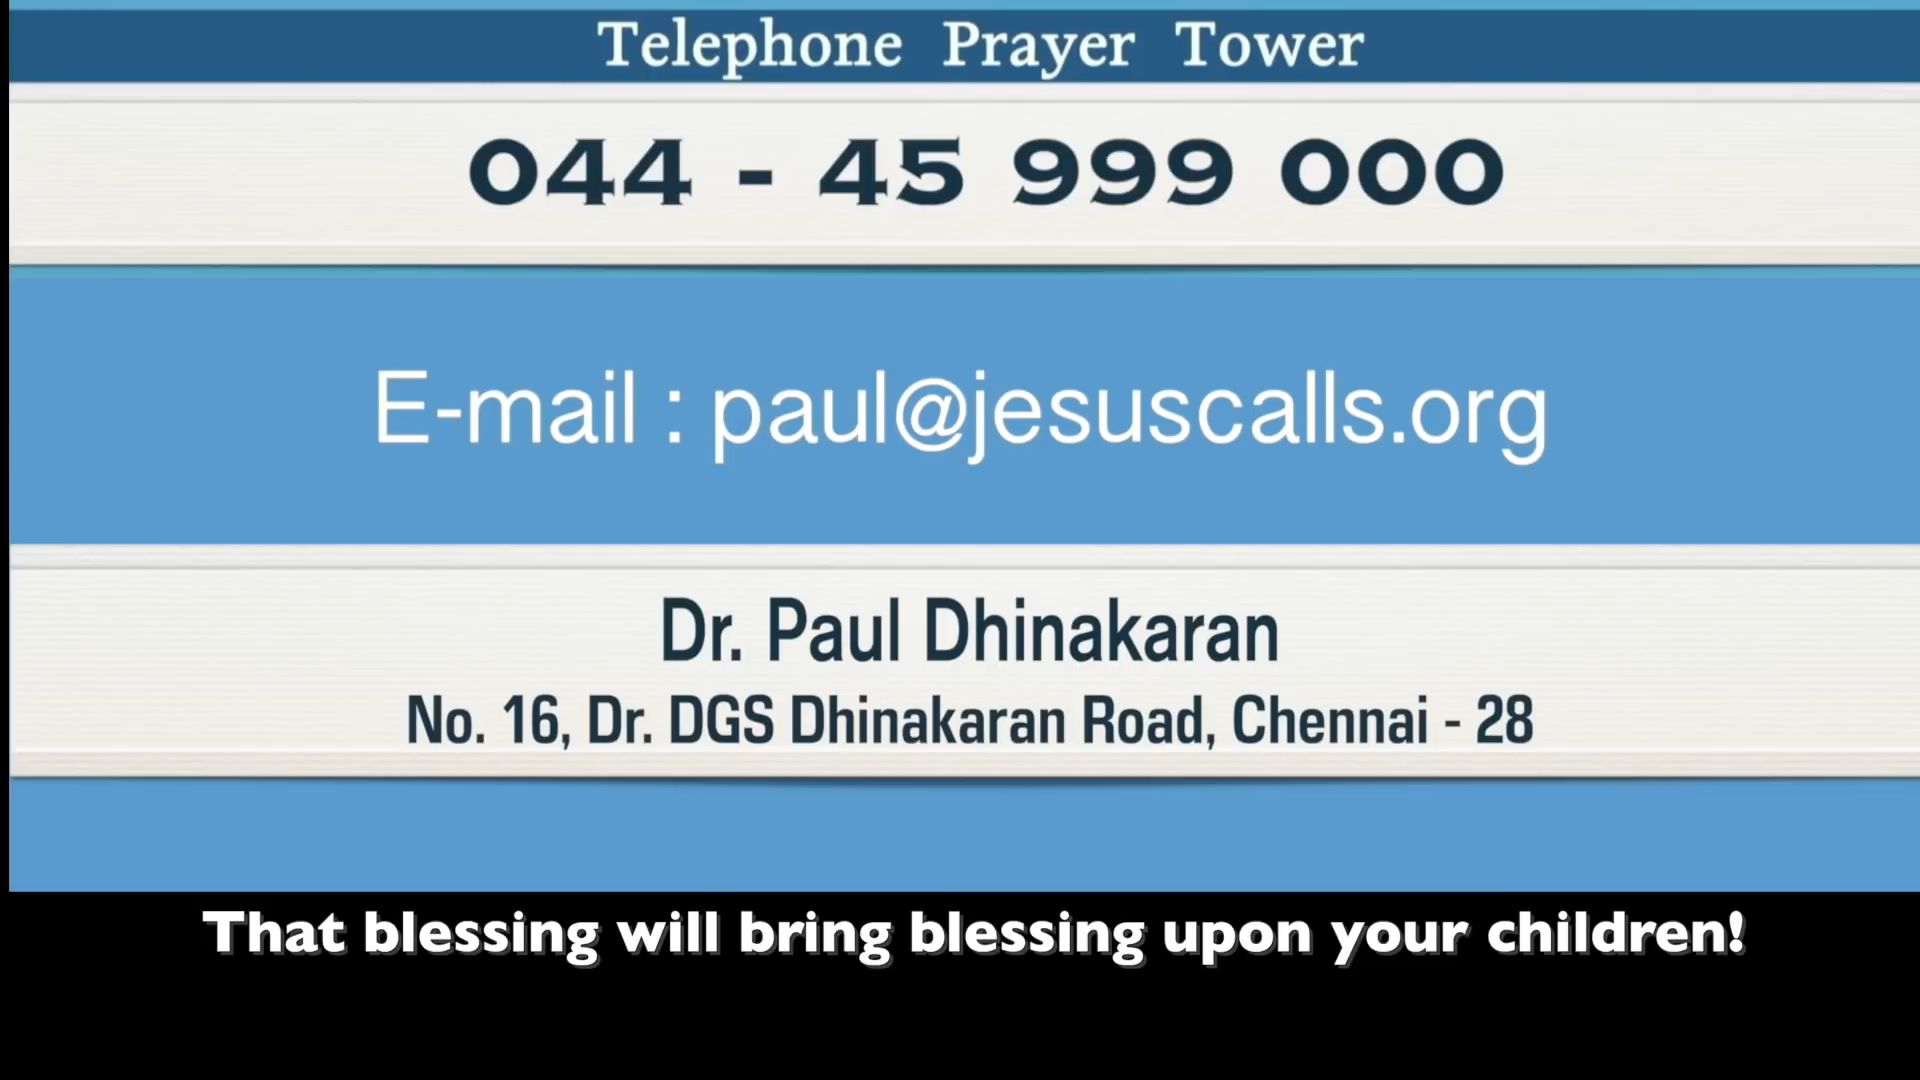 Telephone Prayer Tower
044 - 45 999 000
E-mail : paul@jesuscalls.org
Dr. Paul Dhinakaran
No. 16, Dr. DGS Dhinakaran Road, Chennai - 28
That blessing will bring blessing upon your children!